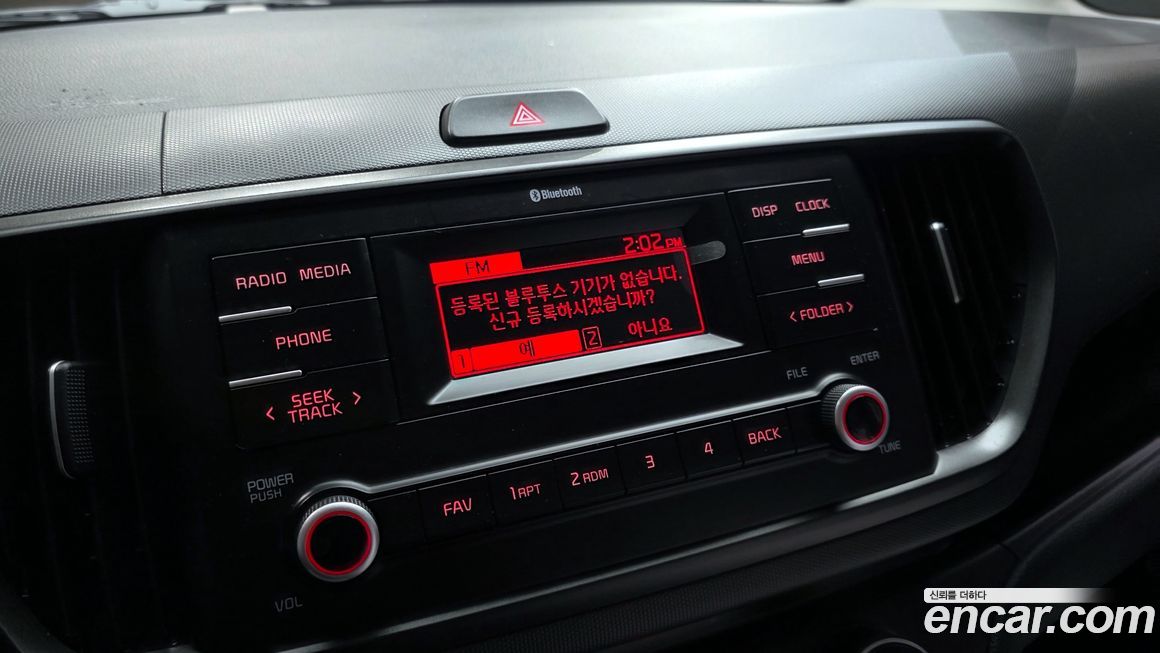 Bluetooth
RADIO MEDIA
PHONE
< SEEK >
TRACK
FM
2:02 PM
등록된 블루투스 기기가 없습니다.
신규 등록하시겠습니까?
1 예 2 아니요
DISP CLOCK
MENU
< FOLDER >
FILE
ENTER
TUNE
POWER
PUSH
VOL
FAV
1 RPT
2 RDM
3
4
BACK
신뢰를 더하다
encar.com